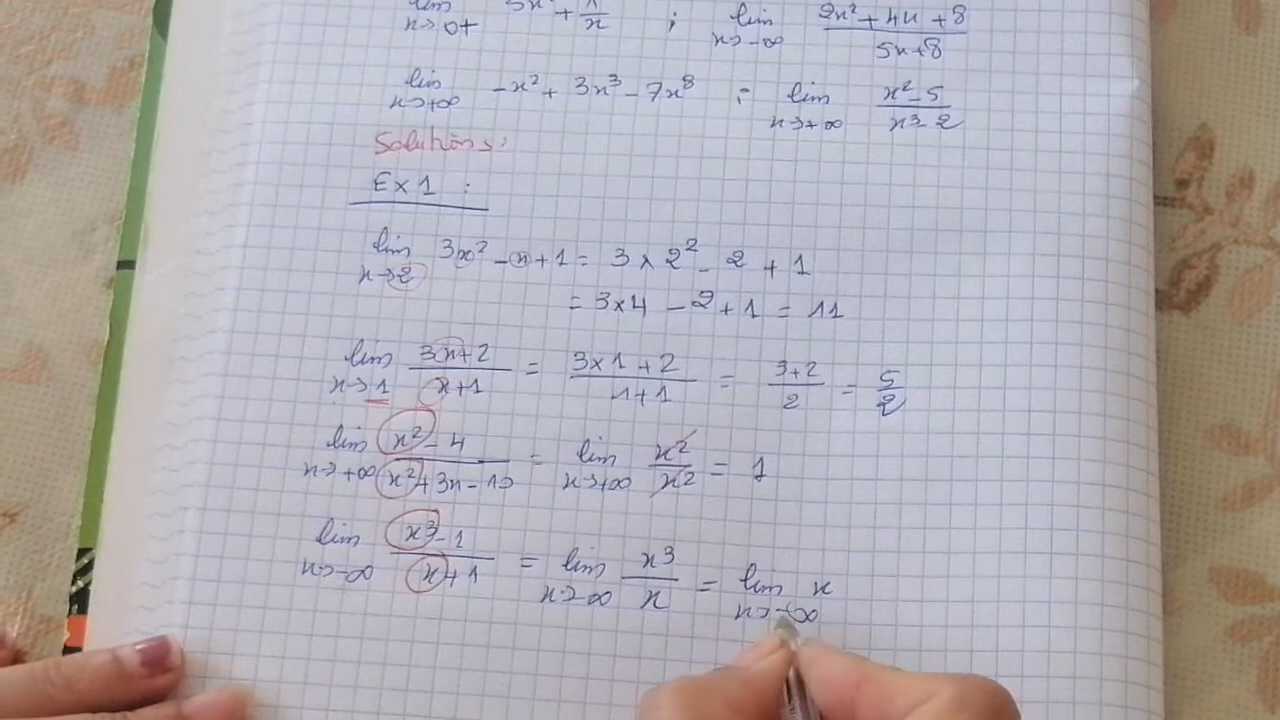 lim x→0+ 3x + 1/x ; lim x→-∞ (2x² + 4x + 8)/(5x+8)
lim x→+∞ -x² + 3x³ - 7x⁸ ; lim x→+∞ (x² - 5)/(x³ - 2)
Solutions:
Ex 1 :
lim x→2 3x² - x + 1 = 3 × 2² - 2 + 1
= 3×4 - 2 + 1 = 11
lim x→1 (3x+2)/(x+1) = (3×1+2)/(1+1) = (3+2)/2 = 5/2
lim x→+∞ (x² - 4)/(x² + 3x - 10) = lim x→+∞ x²/x² = 1
lim x→-∞ (x³ - 1)/(x+1) = lim x→-∞ x³/x = lim x→-∞ x